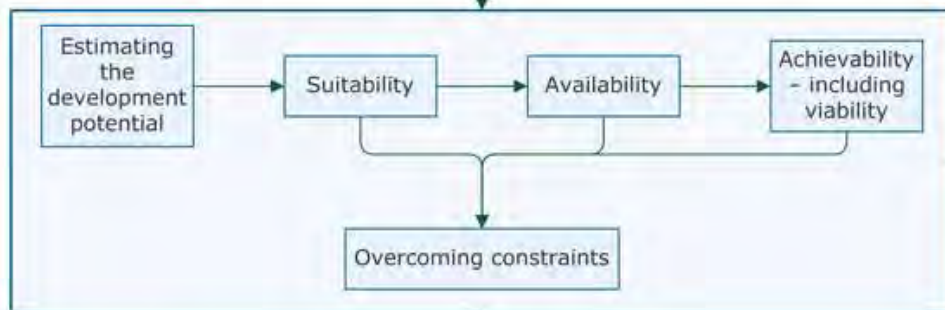 Estimating
the
development
potential
Suitability
Availability
Achievability
– including
viability
Overcoming constraints